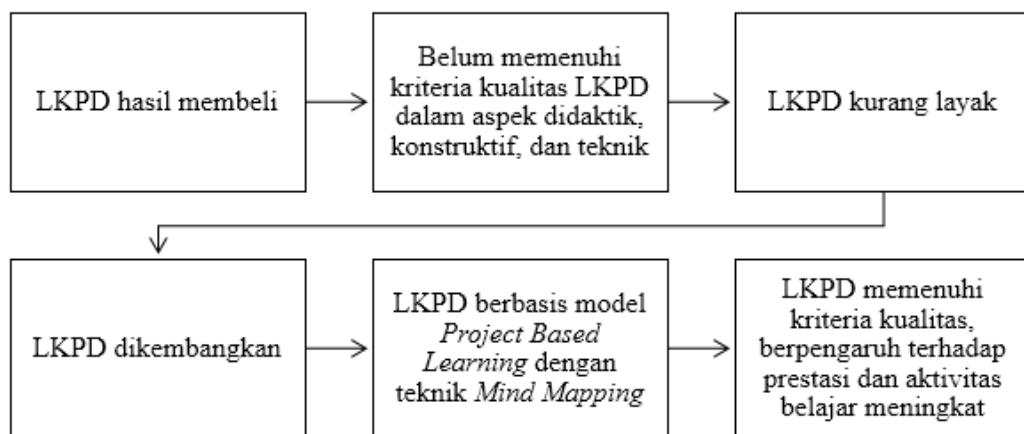 LKPD hasil membeli
Belum memenuhi
kriteria kualitas LKPD
dalam aspek didaktik,
konstruktif, dan teknik
LKPD kurang layak
LKPD dikembangkan
LKPD berbasis model
Project Based
Learning dengan
teknik Mind Mapping
LKPD memenuhi
kriteria kualitas,
berpengaruh terhadap
prestasi dan aktivitas
belajar meningkat